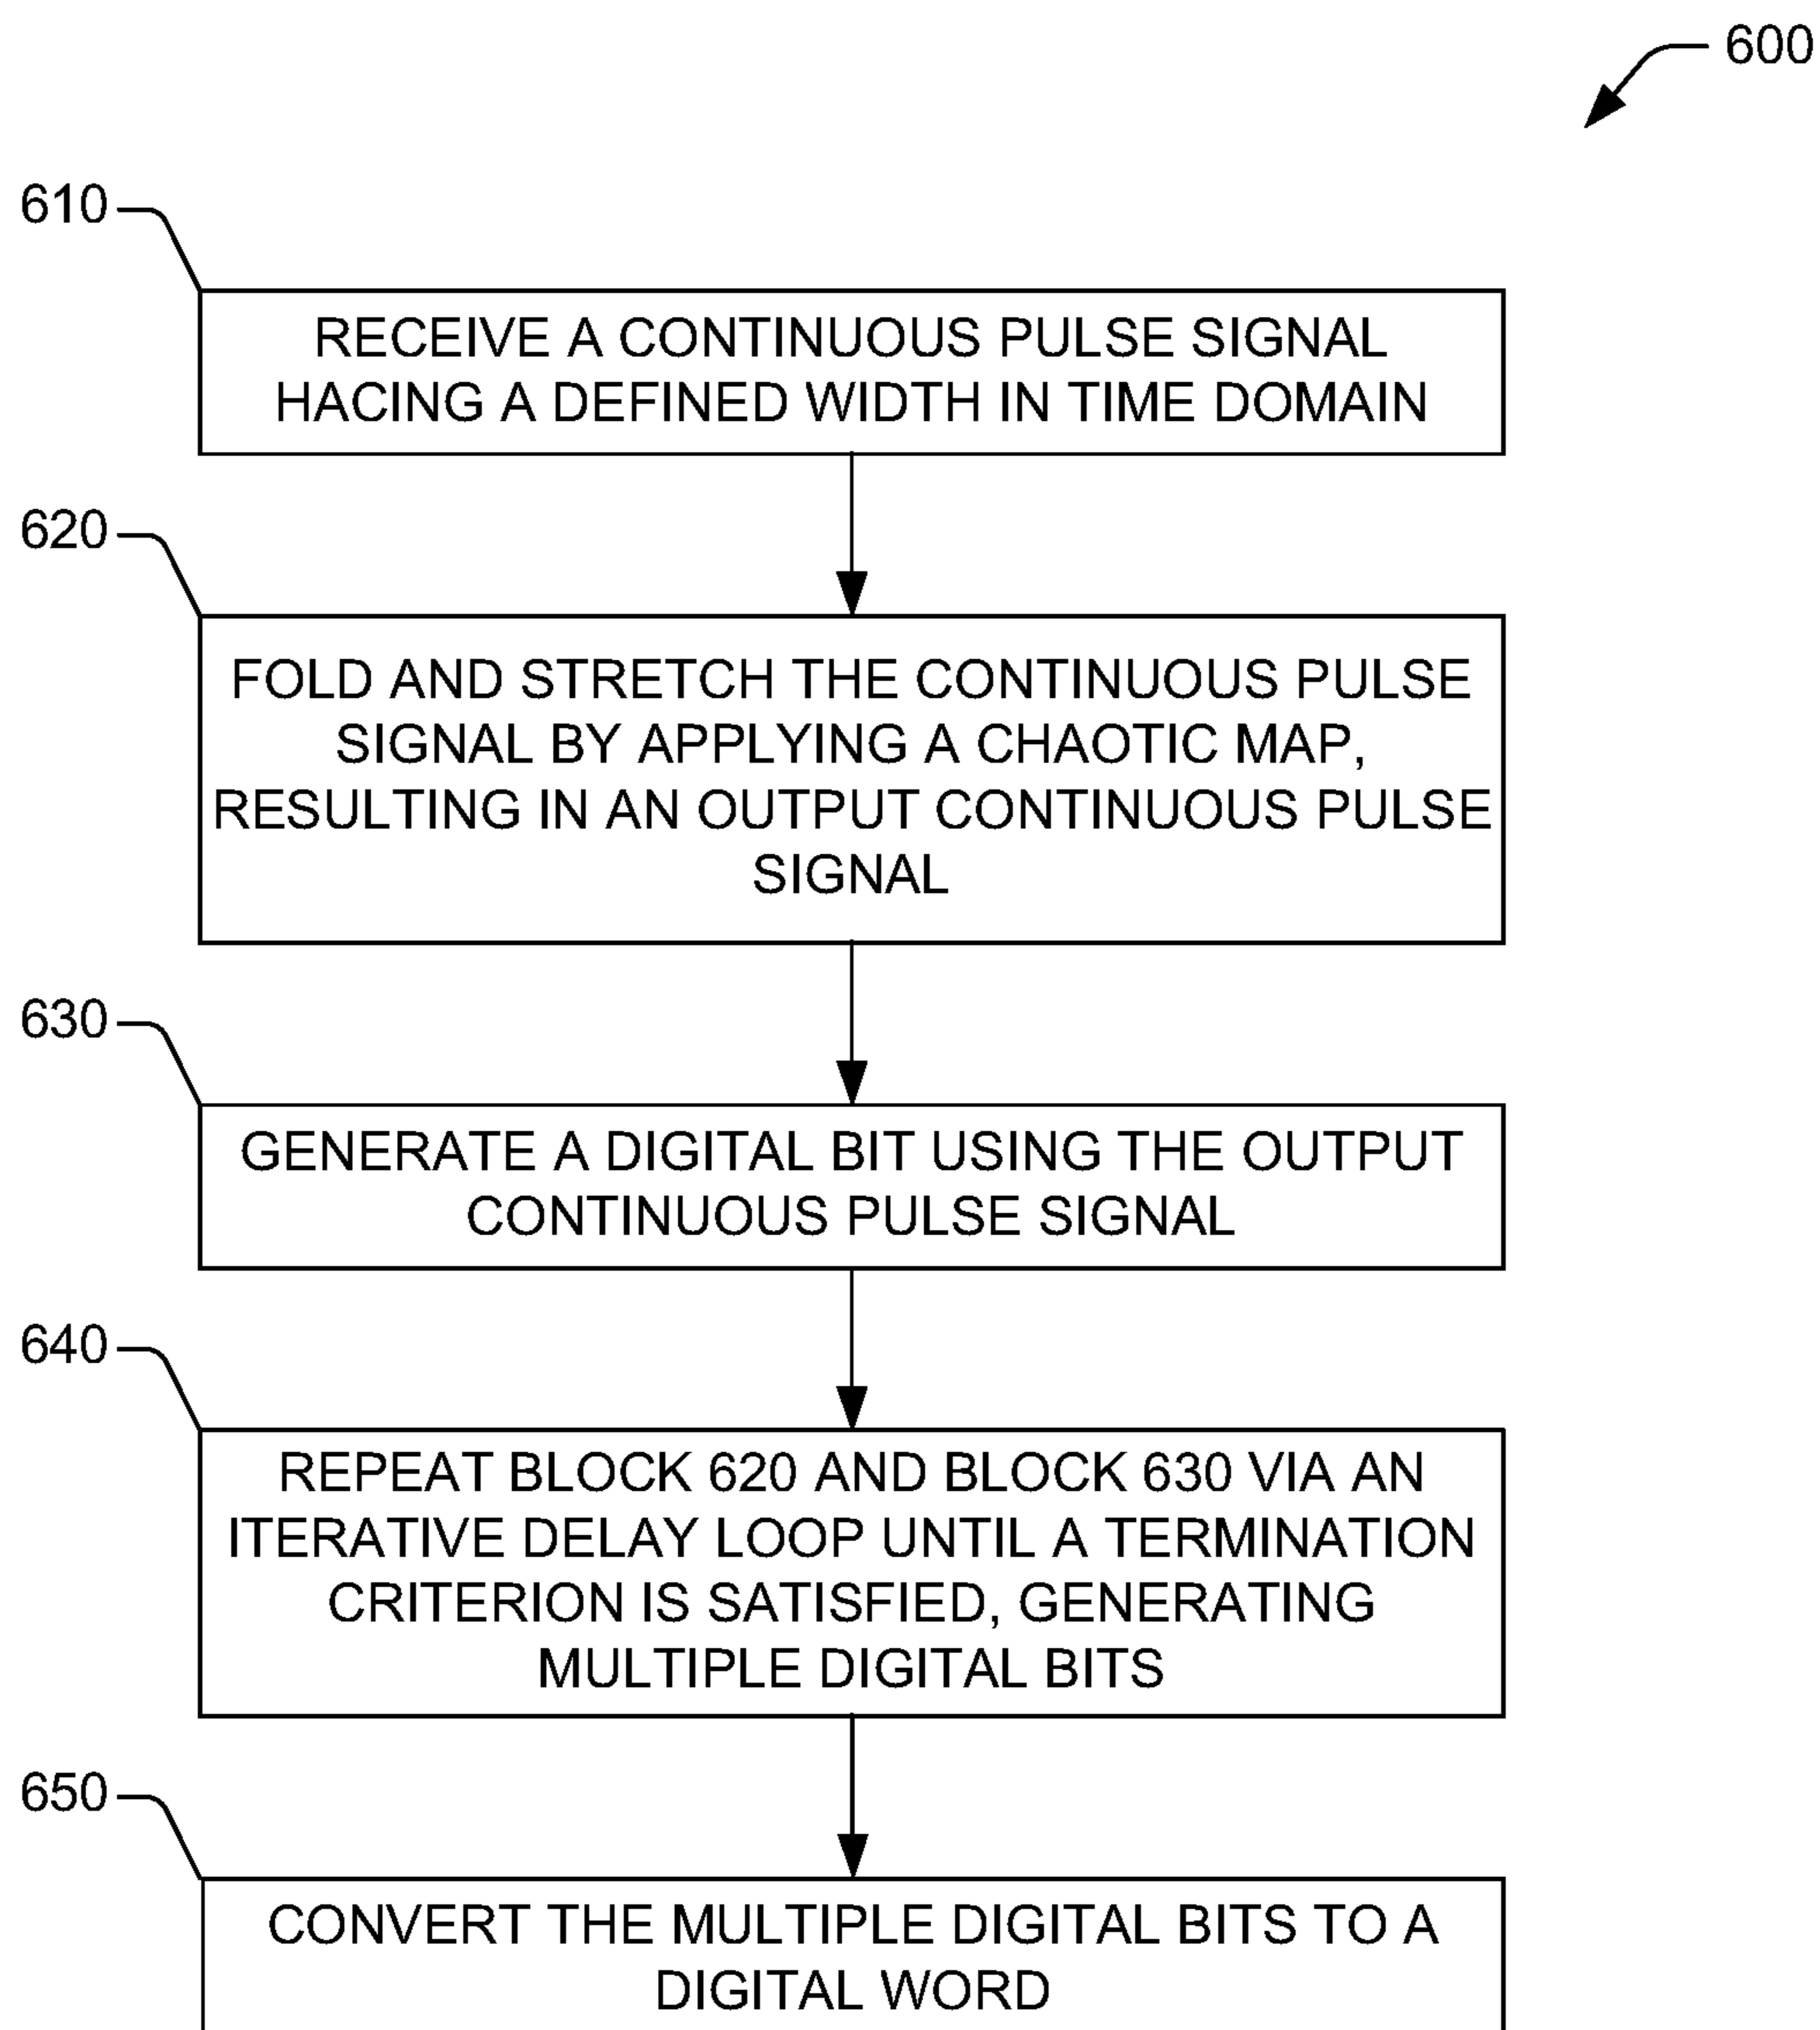 600
610
RECEIVE A CONTINUOUS PULSE SIGNAL
HACING A DEFINED WIDTH IN TIME DOMAIN
620
FOLD AND STRETCH THE CONTINUOUS PULSE
SIGNAL BY APPLYING A CHAOTIC MAP,
RESULTING IN AN OUTPUT CONTINUOUS PULSE
SIGNAL
630
GENERATE A DIGITAL BIT USING THE OUTPUT
CONTINUOUS PULSE SIGNAL
640
REPEAT BLOCK 620 AND BLOCK 630 VIA AN
ITERATIVE DELAY LOOP UNTIL A TERMINATION
CRITERION IS SATISFIED, GENERATING
MULTIPLE DIGITAL BITS
650
CONVERT THE MULTIPLE DIGITAL BITS TO A
DIGITAL WORD